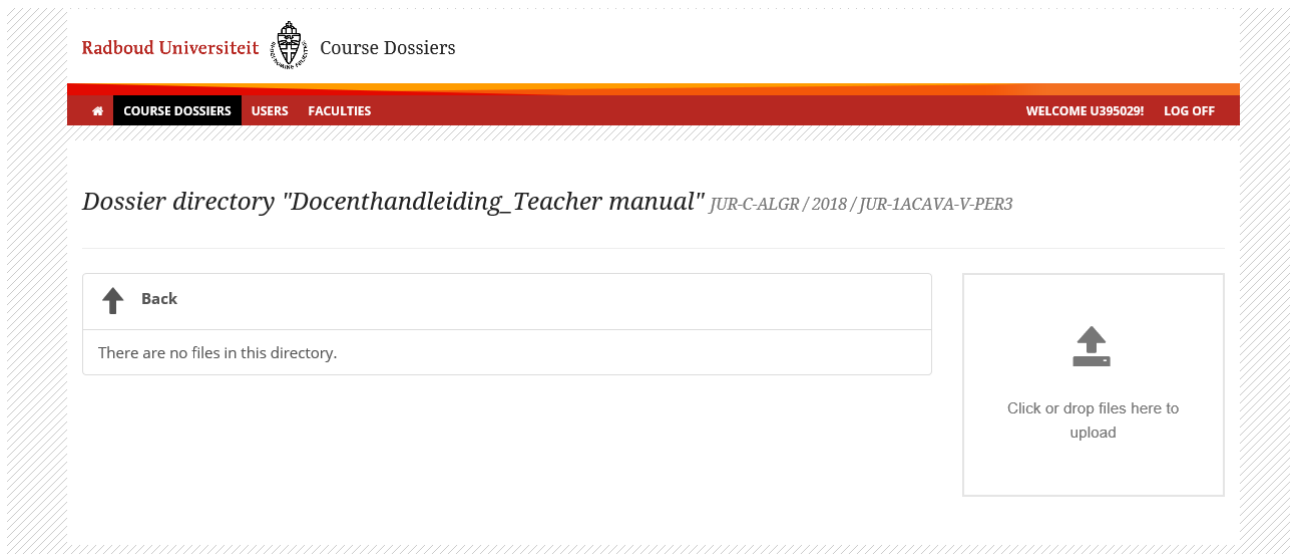 Radboud Universiteit Course Dossiers
COURSE DOSSIERS USERS FACULTIES WELCOME U395029! LOG OFF
Dossier directory "Docenthandleiding_Teacher manual" JUR-C-ALGR / 2018 / JUR-1ACAVA-V-PER3
Back
There are no files in this directory.
Click or drop files here to
upload